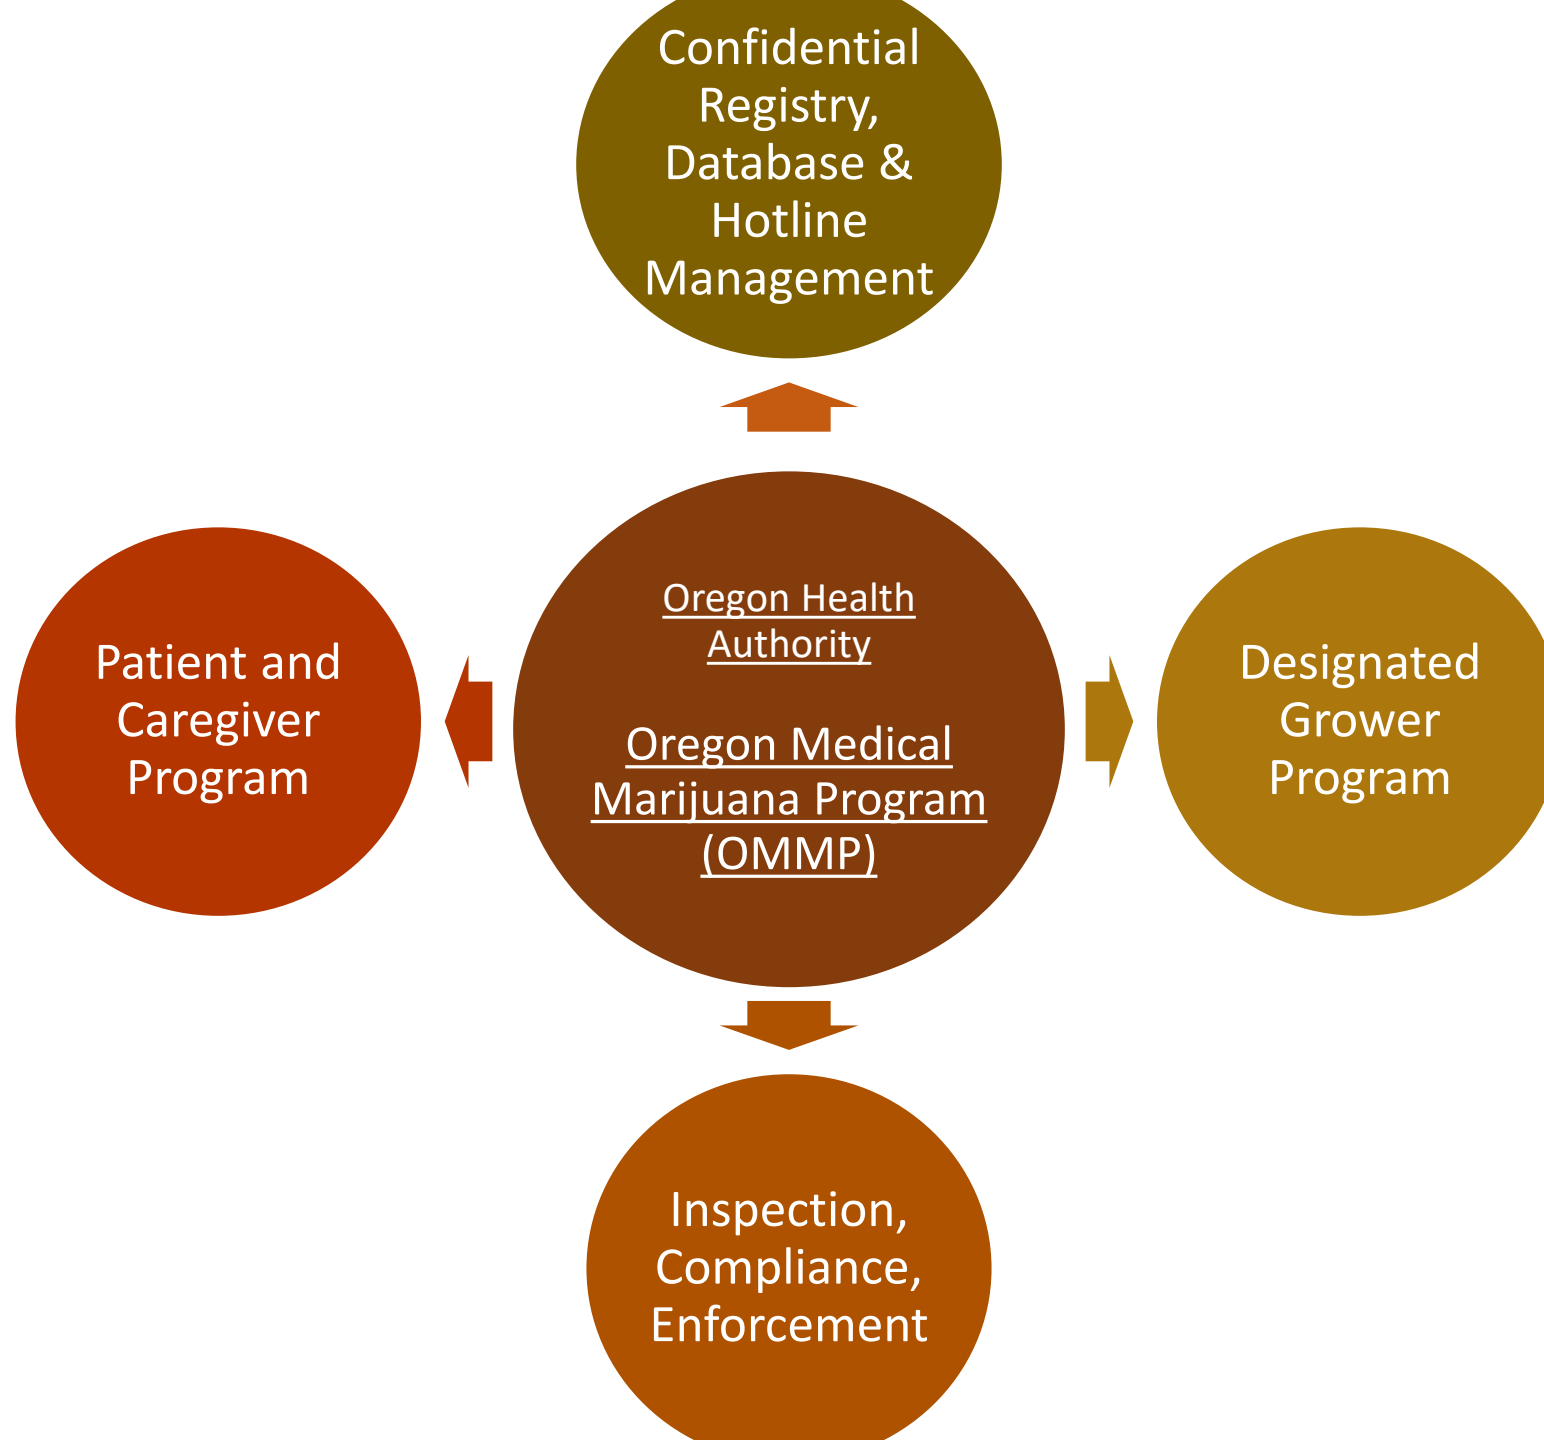 Confidential
Registry,
Database &
Hotline
Management
Patient and
Caregiver
Program
Oregon Health
Authority
Oregon Medical
Marijuana Program
(OMMP)
Designated
Grower
Program
Inspection,
Compliance,
Enforcement